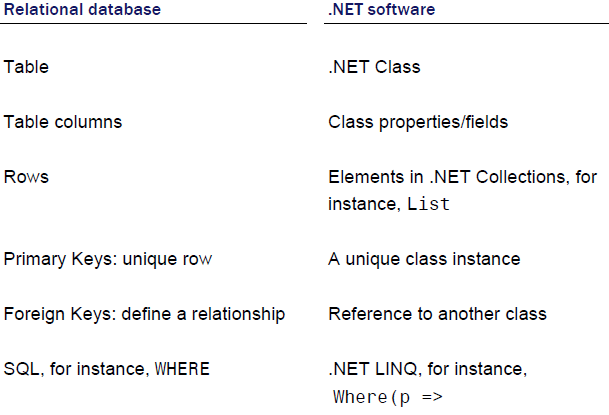 Relational database .NET software
Table .NET Class
Table columns Class properties/fields
Rows Elements in .NET Collections, for
instance, List
Primary Keys: unique row A unique class instance
Foreign Keys: define a relationship Reference to another class
SQL, for instance, WHERE .NET LINQ, for instance,
Where(p =>